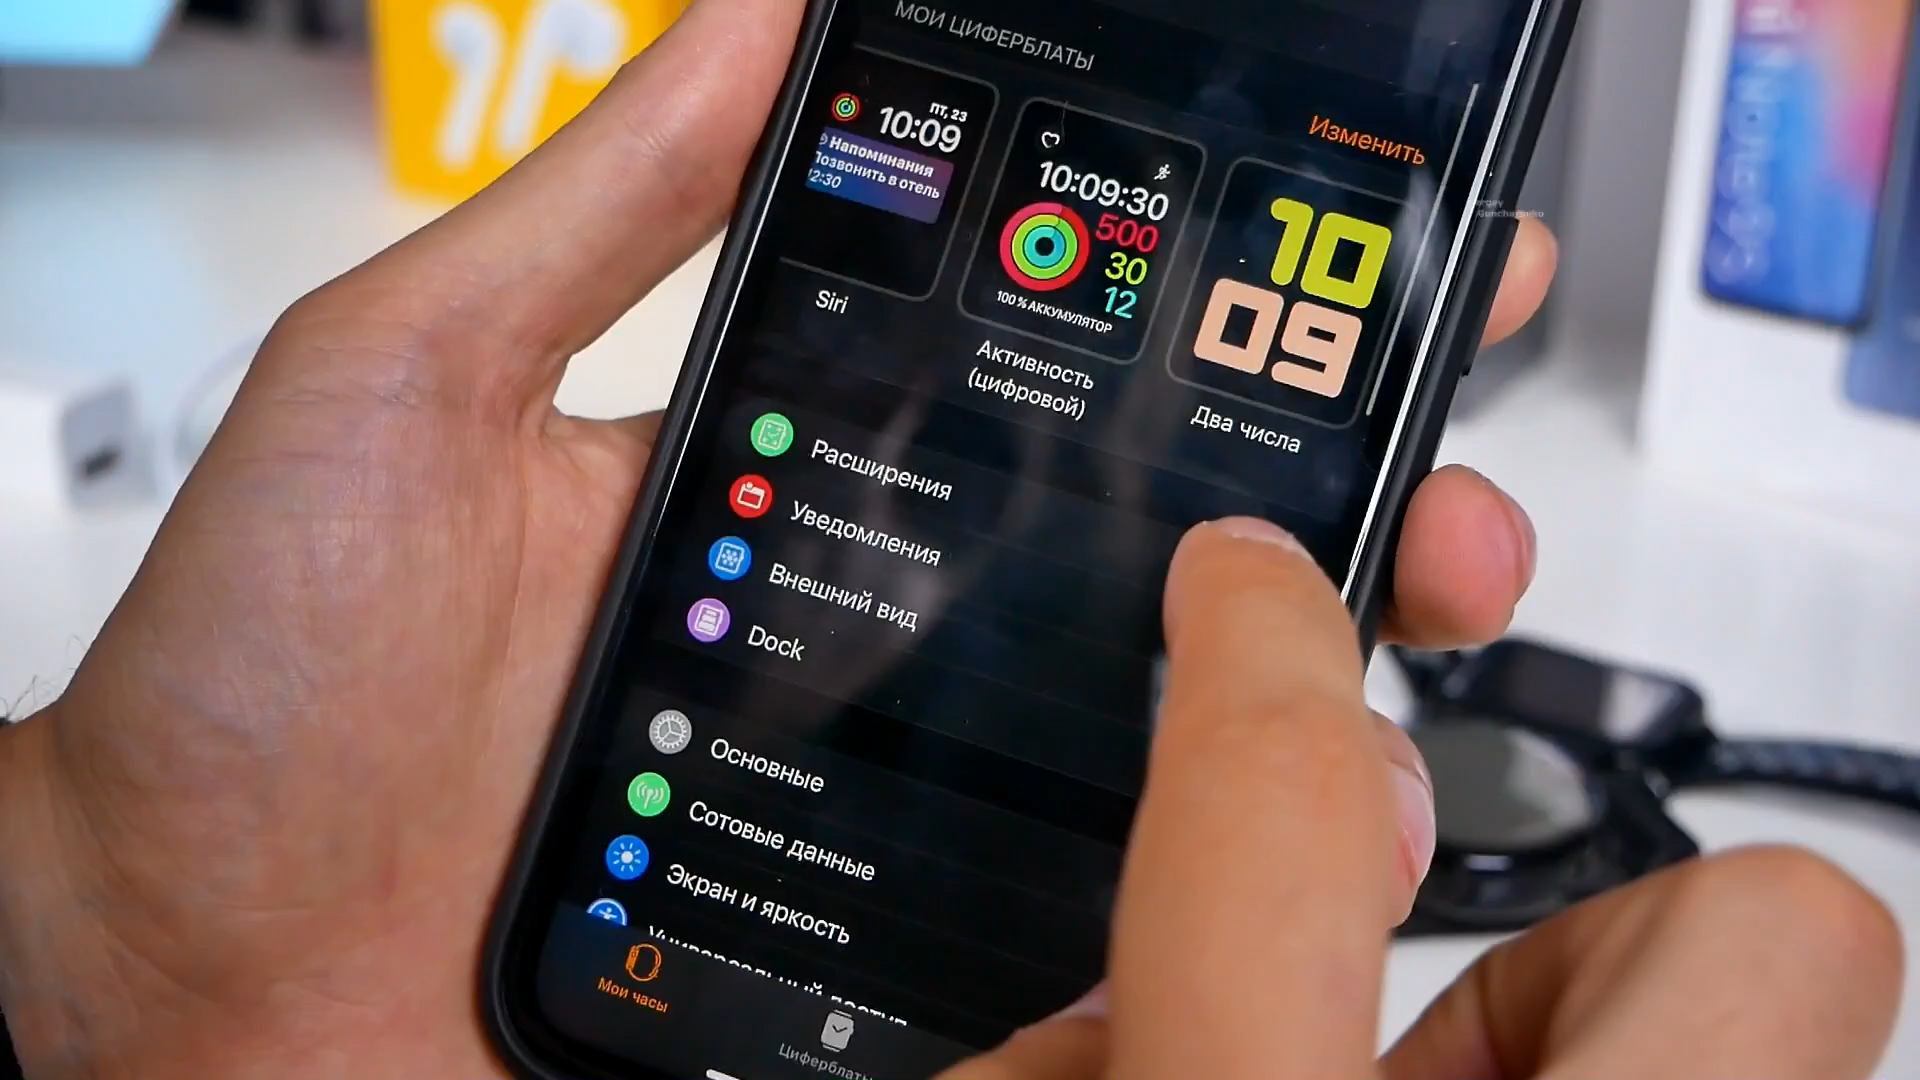 МОИ ЦИФЕРБЛАТЫ
Изменить
ПТ, 23
10:09
Напоминания
Позвонить в отель
12:30
Siri
10:09:30
500
30
12
100 % АККУМУЛЯТОР
Активность
(цифровой)
10
09
Два числа
Расширения
Уведомления
Внешний вид
Dock
Основные
Сотовые данные
Экран и яркость
Универсальный доступ
Мои часы
Циферблаты